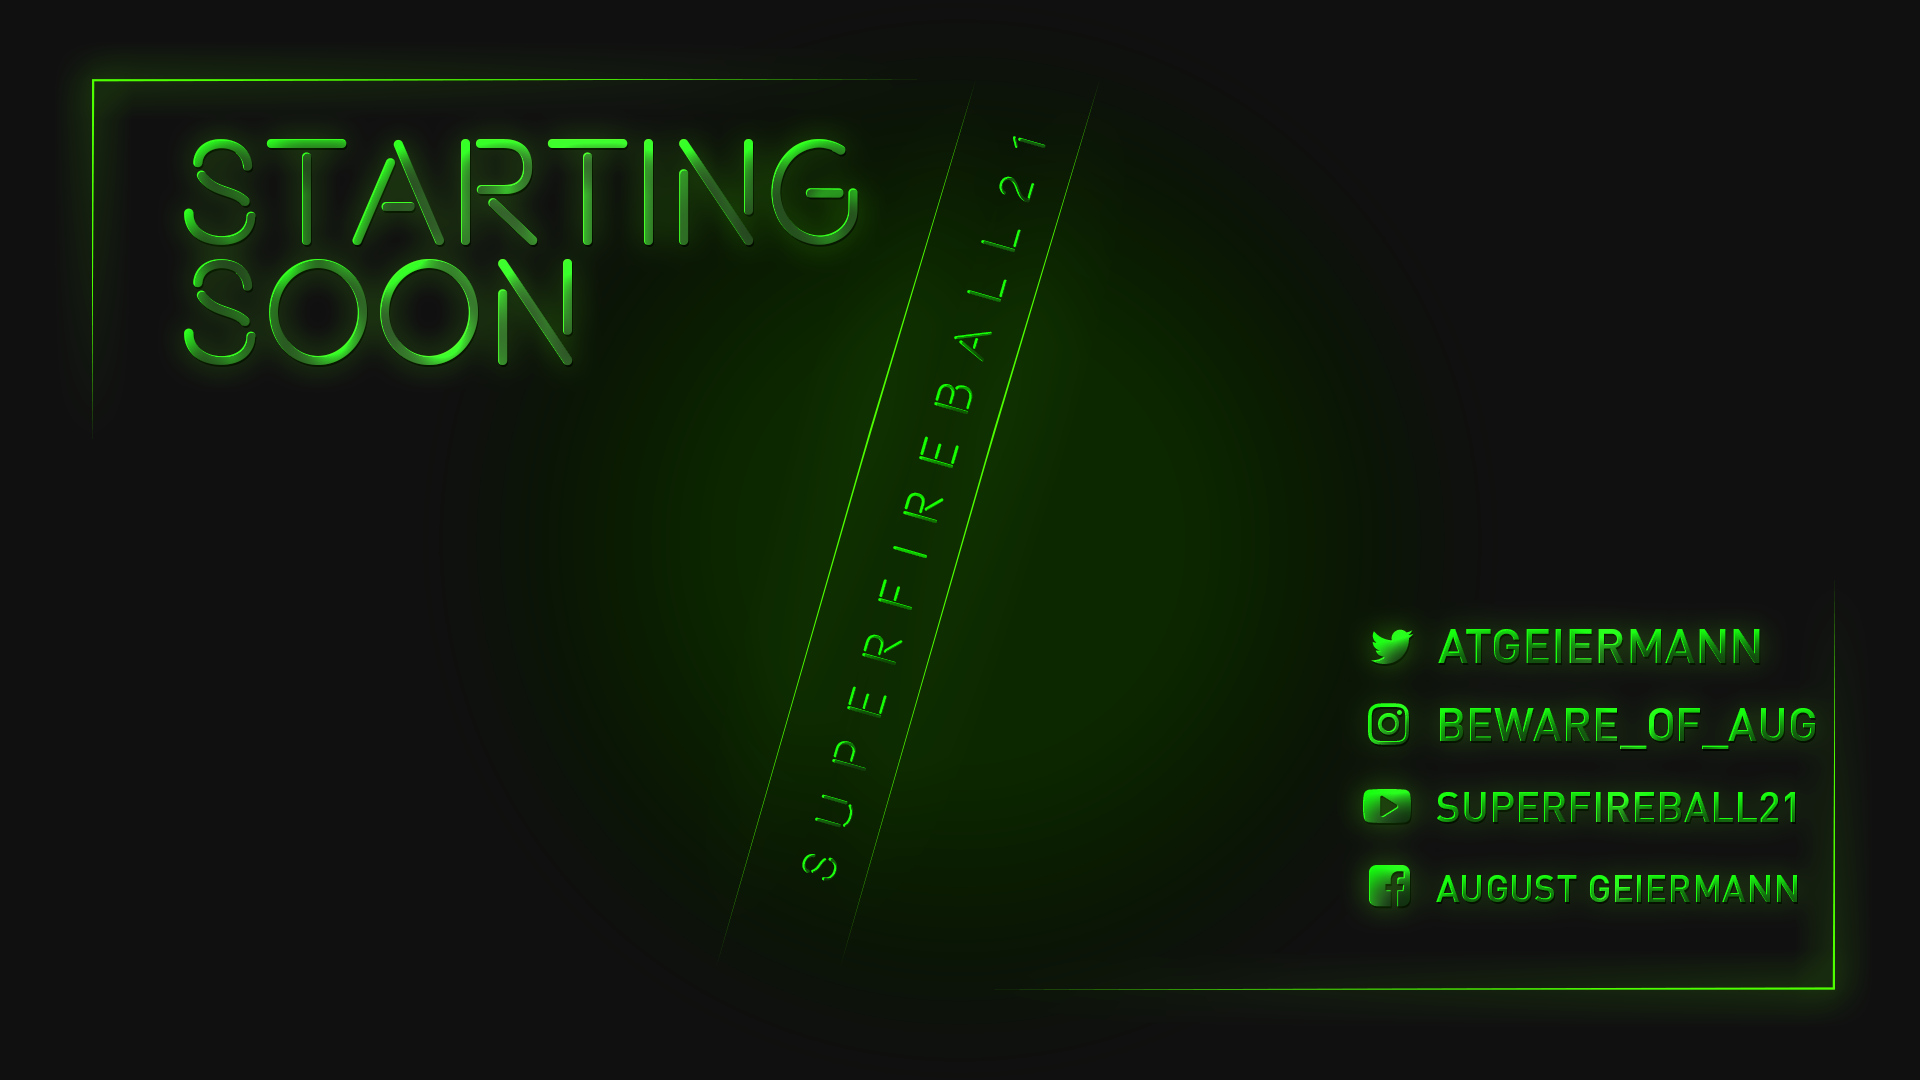 STARTING
SOON
SUPERFIREBALL21
ATGEIERMANN
BEWARE_OF_AUG
SUPERFIREBALL21
AUGUST GEIERMANN